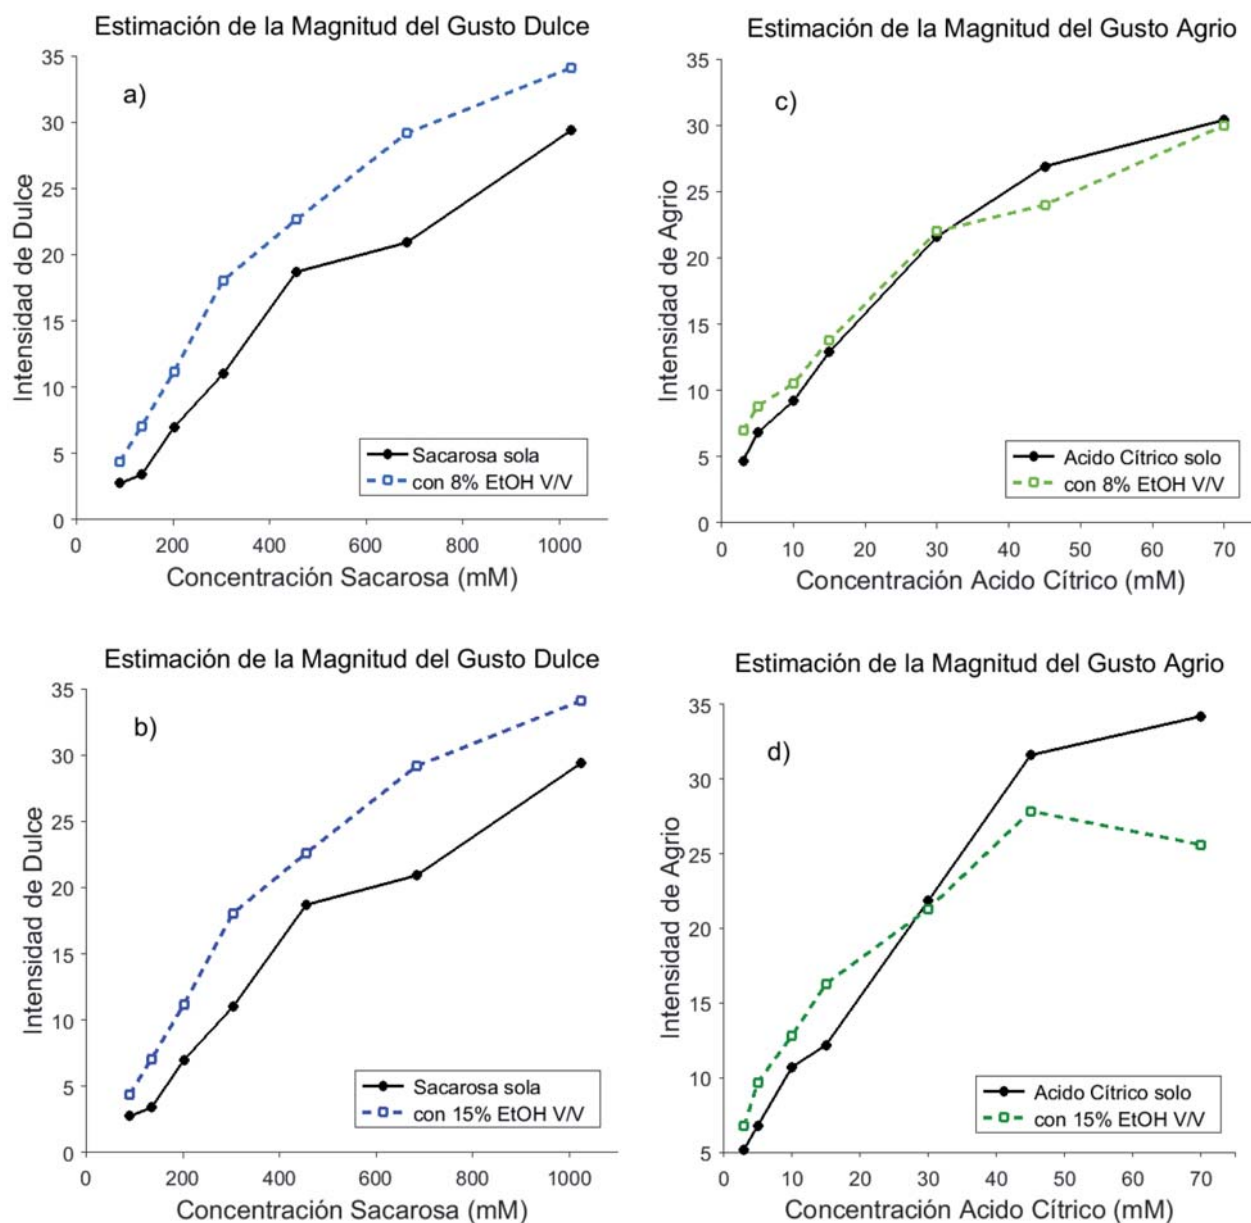 Estimación de la Magnitud del Gusto Dulce
a)
35
30
25
20
15
10
5
0
Intensidad de Dulce
Sacarosa sola
con 8% EtOH V/V
0 200 400 600 800 1000
Concentración Sacarosa (mM)
Estimación de la Magnitud del Gusto Agrio
c)
35
30
25
20
15
10
5
0
Intensidad de Agrio
Acido Cítrico solo
con 8% EtOH V/V
10 20 30 40 50 60 70
Concentración Acido Cítrico (mM)
Estimación de la Magnitud del Gusto Dulce
b)
35
30
25
20
15
10
5
0
Intensidad de Dulce
Sacarosa sola
con 15% EtOH V/V
0 200 400 600 800 1000
Concentración Sacarosa (mM)
Estimación de la Magnitud del Gusto Agrio
d)
35
30
25
20
15
10
5
Intensidad de Agrio
Acido Cítrico solo
con 15% EtOH V/V
0 10 20 30 40 50 60 70
Concentración Acido Cítrico (mM)